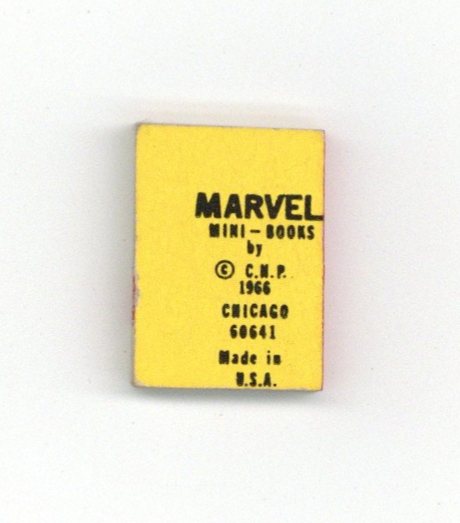 MARVEL
MINI-BOOKS
by
© C.N.P.
1966
CHICAGO
60641
Made in
U.S.A.